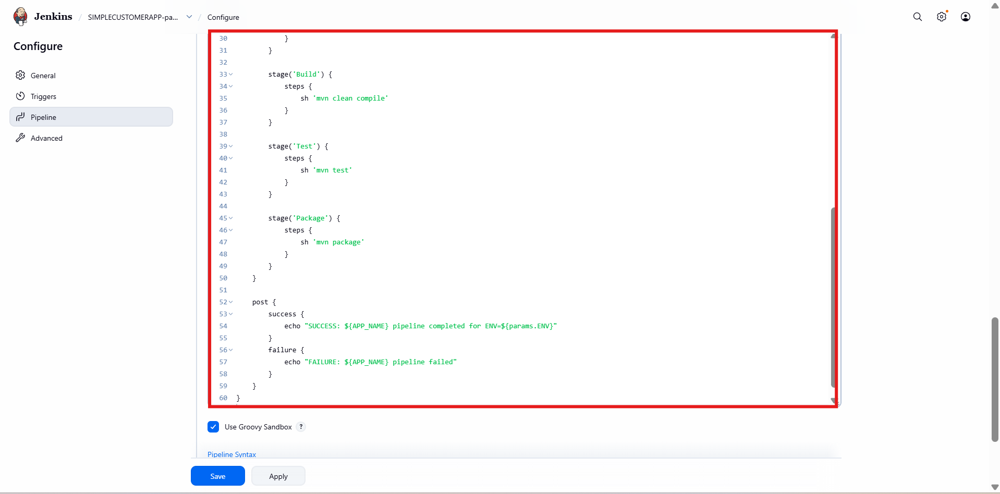 Jenkins / SIMPLECUSTOMERAPP-pa... / Configure
Configure
General
Triggers
Pipeline
Advanced
30             }
31         }
32
33         stage('Build') {
34             steps {
35                 sh 'mvn clean compile'
36             }
37         }
38
39         stage('Test') {
40             steps {
41                 sh 'mvn test'
42             }
43         }
44
45         stage('Package') {
46             steps {
47                 sh 'mvn package'
48             }
49         }
50     }
51
52     post {
53         success {
54             echo "SUCCESS: ${APP_NAME} pipeline completed for ENV=${params.ENV}"
55         }
56         failure {
57             echo "FAILURE: ${APP_NAME} pipeline failed"
58         }
59     }
60 }
Use Groovy Sandbox ?
Pipeline Syntax
Save
Apply